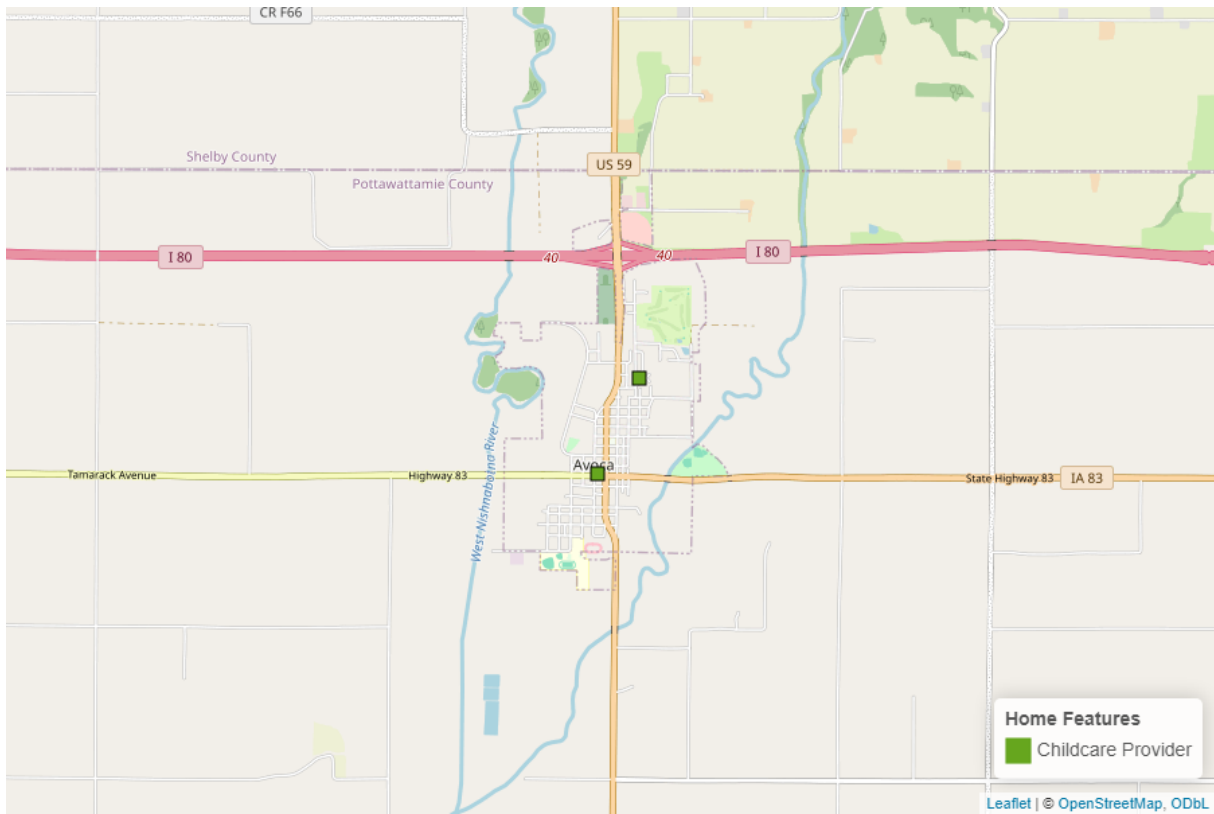 CR F66
Shelby County
US 59
Pottawattamie County
I 80
40
40
I 80
West Nishnabotna River
Avoca
Tamarack Avenue
Highway 83
State Highway 83
IA 83
Home Features
Childcare Provider
Leaflet | © OpenStreetMap, ODbL